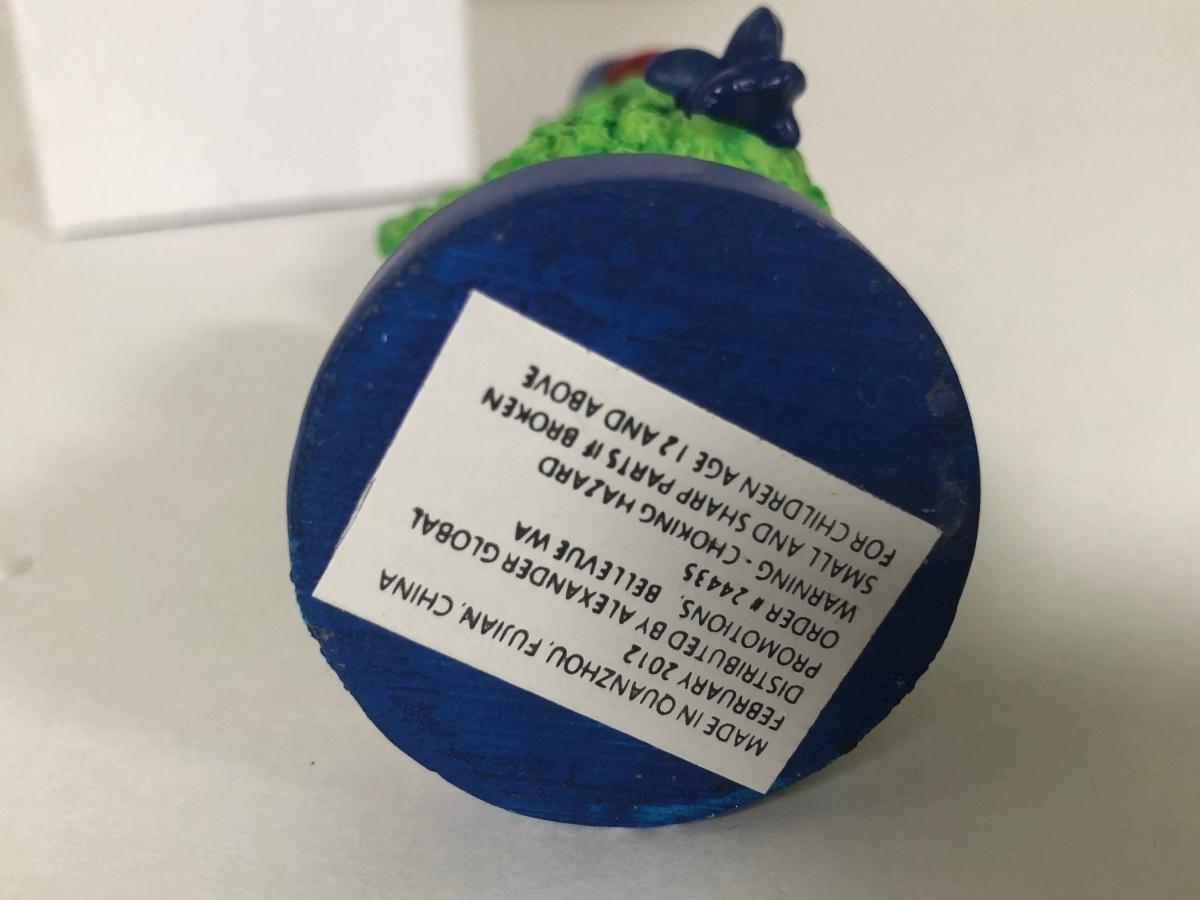 MADE IN QUANZHOU, FUJIAN, CHINA
FEBRUARY 2012
DISTRIBUTED BY ALEXANDER GLOBAL
PROMOTIONS, BELLEVUE WA
ORDER # 24435
WARNING - CHOKING HAZARD
SMALL AND SHARP PARTS IF BROKEN
FOR CHILDREN AGE 12 AND ABOVE